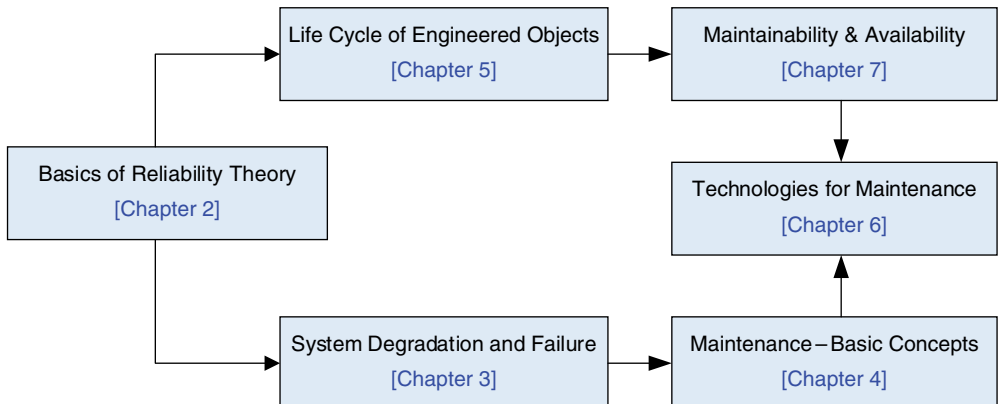 Life Cycle of Engineered Objects
[Chapter 5]
Maintainability & Availability
[Chapter 7]
Basics of Reliability Theory
[Chapter 2]
Technologies for Maintenance
[Chapter 6]
System Degradation and Failure
[Chapter 3]
Maintenance–Basic Concepts
[Chapter 4]